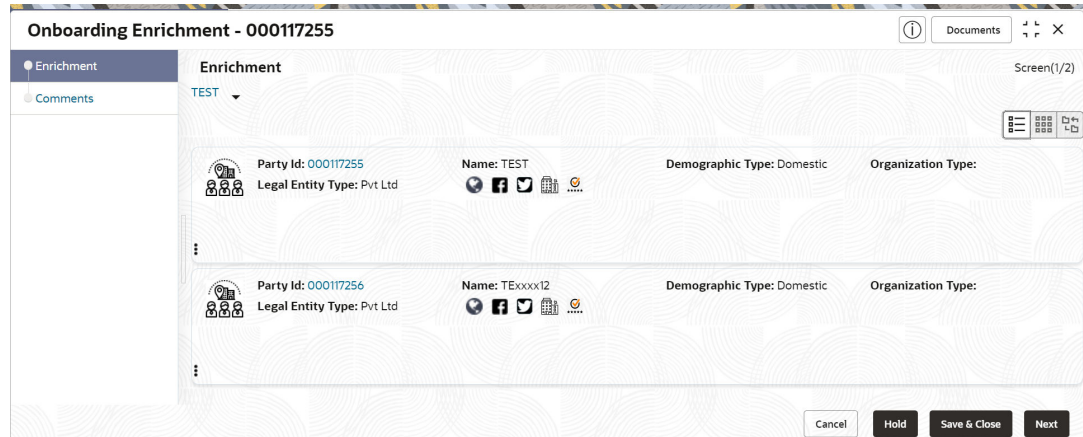 Onboarding Enrichment - 000117255
Documents
Enrichment
Comments
Enrichment
Screen(1/2)
TEST
Party Id: 000117255 Name: TEST Demographic Type: Domestic Organization Type:
Legal Entity Type: Pvt Ltd
Party Id: 000117256 Name: TExxxx12 Demographic Type: Domestic Organization Type:
Legal Entity Type: Pvt Ltd
Cancel Hold Save & Close Next